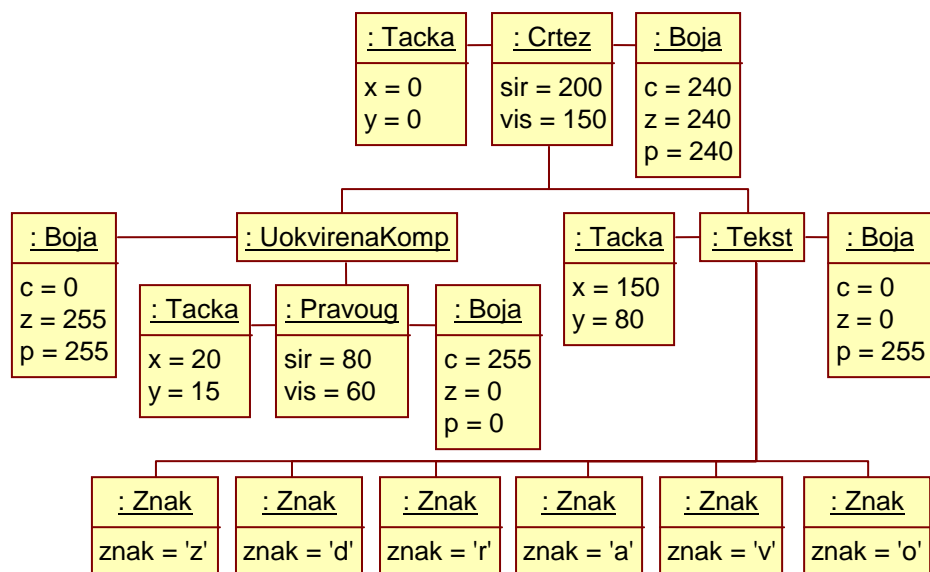 : Tacka
x = 0
y = 0
: Crtez
sir = 200
vis = 150
: Boja
c = 240
z = 240
p = 240
: Boja
c = 0
z = 255
p = 255
: UokvirenaKomp
: Tacka
x = 20
y = 15
: Pravoug
sir = 80
vis = 60
: Boja
c = 255
z = 0
p = 0
: Tacka
x = 150
y = 80
: Tekst
: Boja
c = 0
z = 0
p = 255
: Znak
znak = 'z'
: Znak
znak = 'd'
: Znak
znak = 'r'
: Znak
znak = 'a'
: Znak
znak = 'v'
: Znak
znak = 'o'